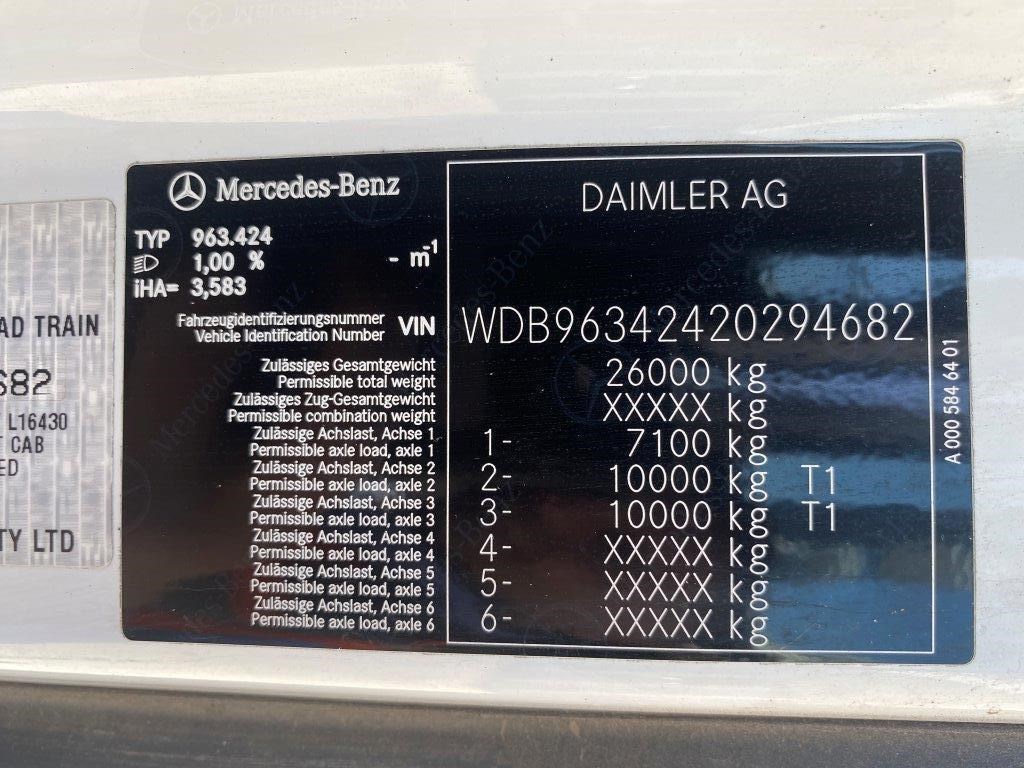 Mercedes-Benz
DAIMLER AG
TYP 963.424
1,00 % - m-1
iHA= 3,583
Fahrzeugidentifizierungsnummer
Vehicle Identification Number
VIN WDB96342420294682
Zulässiges Gesamtgewicht
Permissible total weight
26000 kg
Zulässiges Zug-Gesamtgewicht
Permissible combination weight
XXXXX kg
Zulässige Achslast, Achse 1
Permissible axle load, axle 1
1- 7100 kg
Zulässige Achslast, Achse 2
Permissible axle load, axle 2
2- 10000 kg T1
Zulässige Achslast, Achse 3
Permissible axle load, axle 3
3- 10000 kg T1
Zulässige Achslast, Achse 4
Permissible axle load, axle 4
4- XXXXX kg
Zulässige Achslast, Achse 5
Permissible axle load, axle 5
5- XXXXX kg
Zulässige Achslast, Achse 6
Permissible axle load, axle 6
6- XXXXX kg
A 000 584 64 01
AD TRAIN
682
L16430
CAB
ED
TY LTD